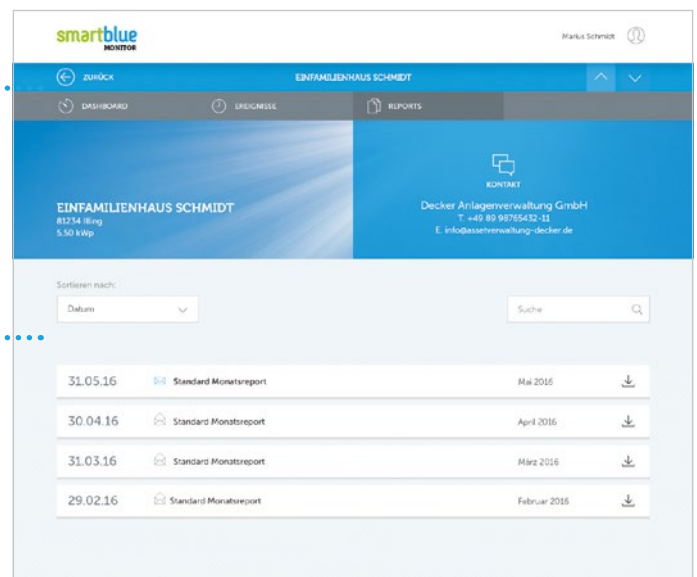 smartblue
MONITOR
Markus Schmidt
ZURÜCK
EINFAMILIENHAUS SCHMIDT
DASHBOARD
EREIGNISSE
REPORTS
KONTAKT
EINFAMILIENHAUS SCHMIDT
81234 Illing
5.50 kWp
Decker Anlagenverwaltung GmbH
T. +49 89 98765432-11
E. info@assetverwaltung-decker.de
Sortieren nach:
Datum
Suche
31.05.16 Standard Monatsreport Mai 2016
30.04.16 Standard Monatsreport April 2016
31.03.16 Standard Monatsreport März 2016
29.02.16 Standard Monatsreport Februar 2016